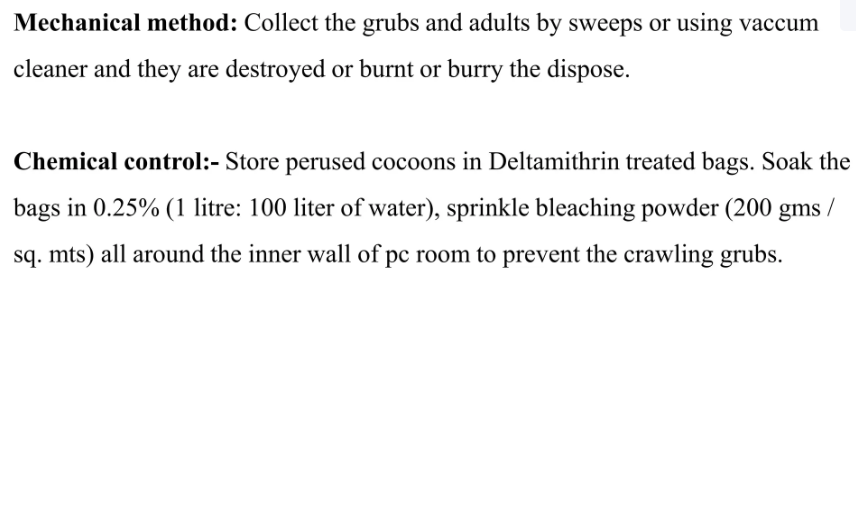 Mechanical method: Collect the grubs and adults by sweeps or using vaccum
cleaner and they are destroyed or burnt or burry the dispose.
Chemical control:- Store perused cocoons in Deltamithrin treated bags. Soak the
bags in 0.25% (1 litre: 100 liter of water), sprinkle bleaching powder (200 gms /
sq. mts) all around the inner wall of pc room to prevent the crawling grubs.